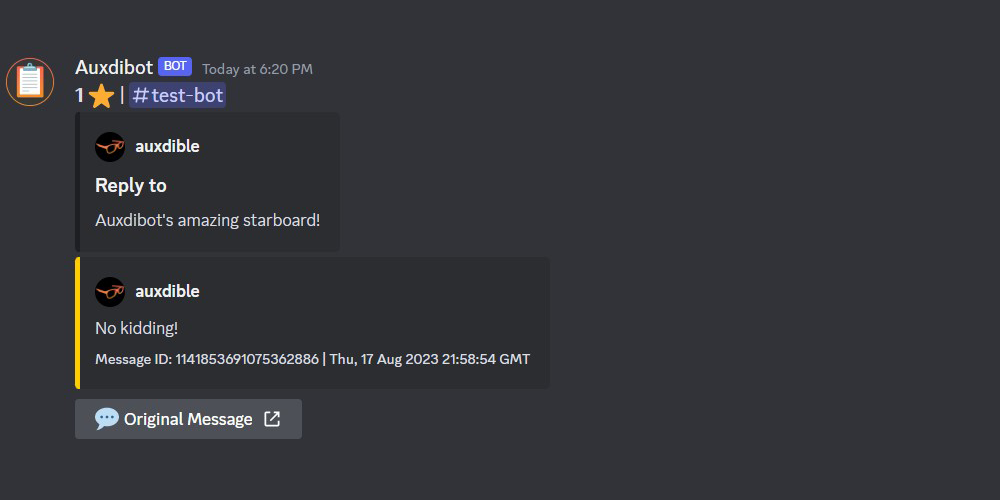 Auxdibot BOT Today at 6:20 PM
1 ⭐ | #test-bot
auxdible
Reply to
Auxdibot's amazing starboard!
auxdible
No kidding!
Message ID: 1141853691075362886 | Thu, 17 Aug 2023 21:58:54 GMT
Original Message